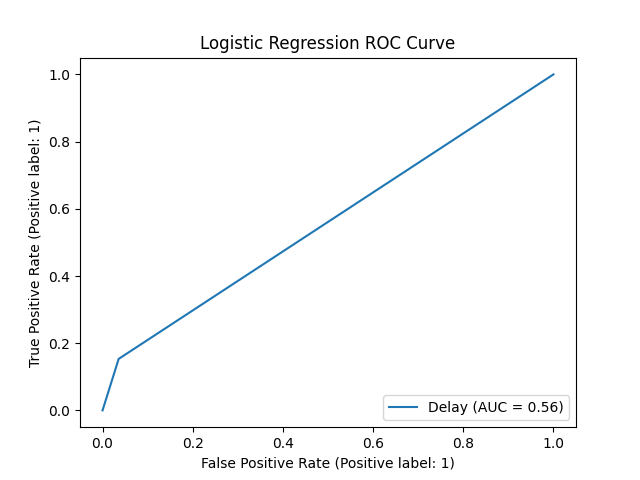 Logistic Regression ROC Curve
1.0
0.8
0.6
0.4
0.2
0.0
True Positive Rate (Positive label: 1)
Delay (AUC = 0.56)
0.0 0.2 0.4 0.6 0.8 1.0
False Positive Rate (Positive label: 1)